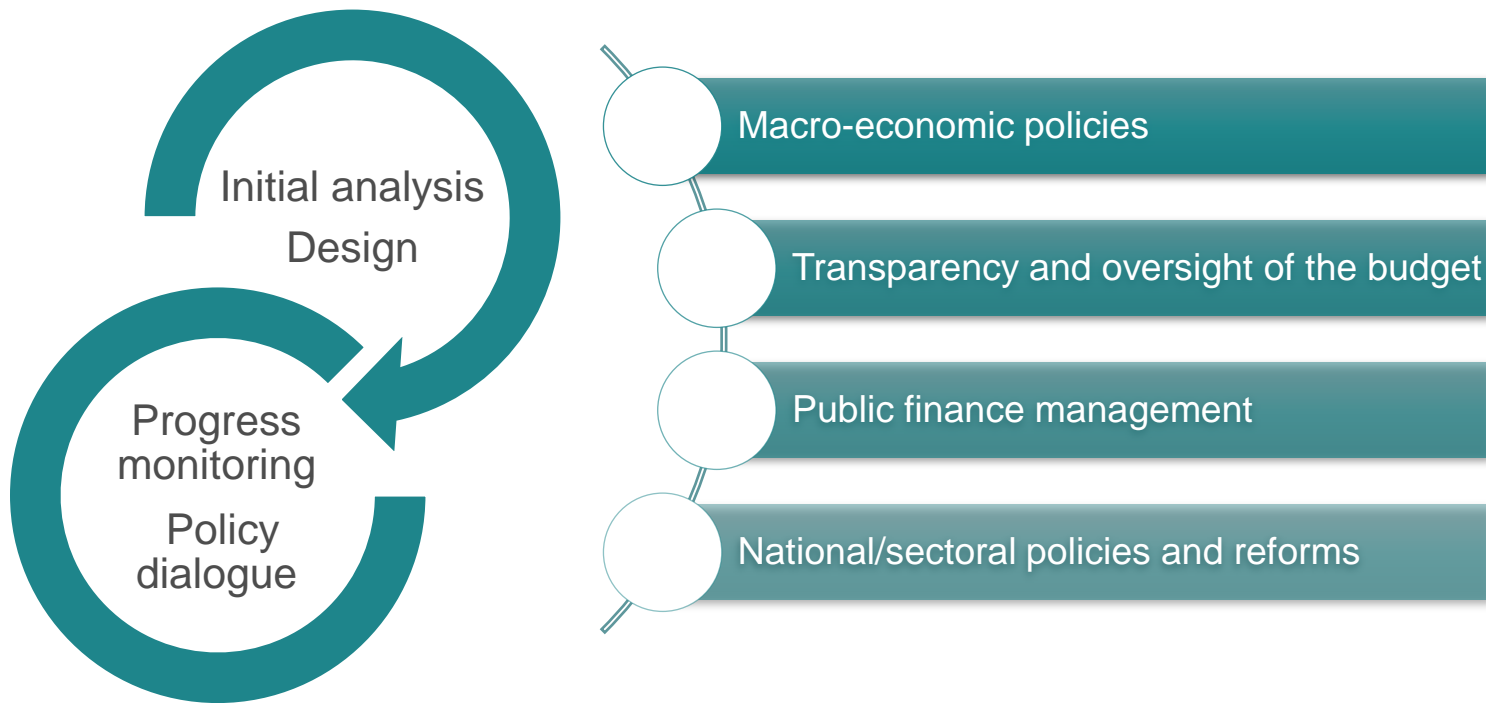 Initial analysis
Design
Progress
monitoring
Policy
dialogue
Macro-economic policies
Transparency and oversight of the budget
Public finance management
National/sectoral policies and reforms